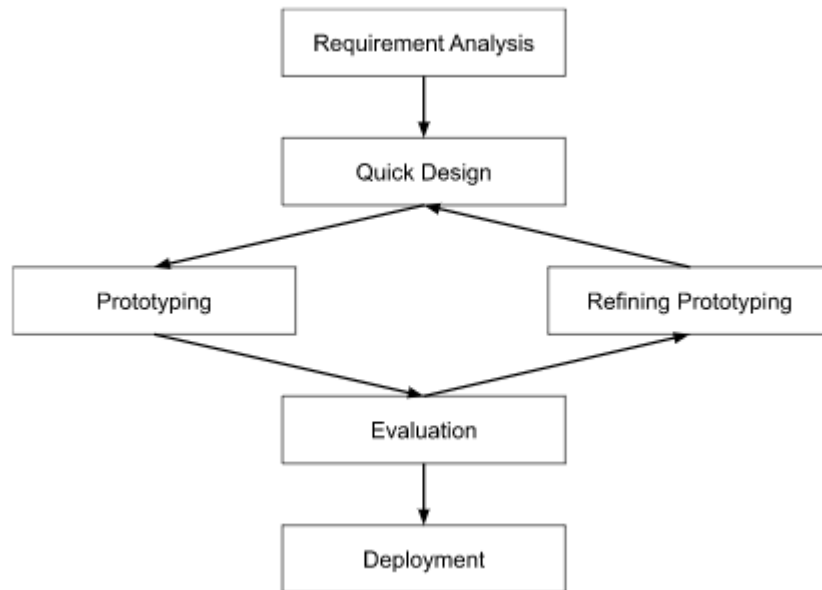 Requirement Analysis
Quick Design
Prototyping
Refining Prototyping
Evaluation
Deployment